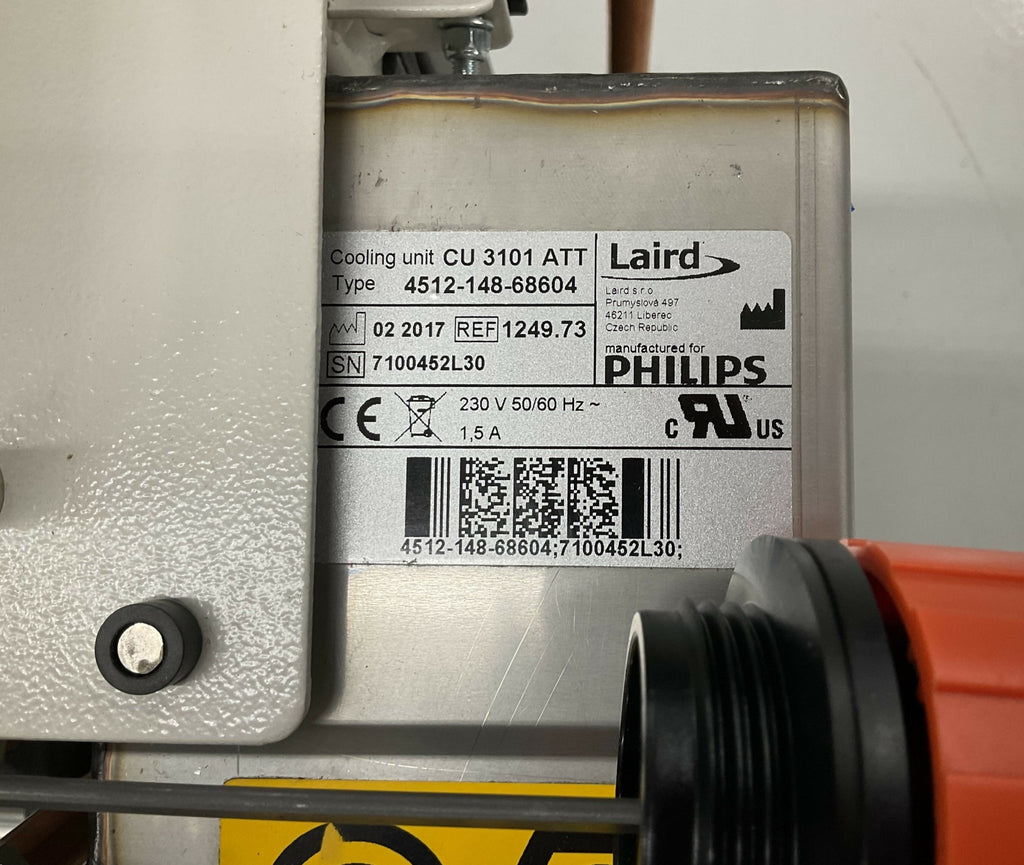 Cooling unit CU 3101 ATT
Type 4512-148-68604
02 2017 REF 1249.73
SN 7100452L30
Laird
Laird s.r.o.
Prumyslová 497
46211 Liberec
Czech Republic
manufactured for
PHILIPS
CE
230 V 50/60 Hz ~
1,5 A
c RU US
4512-148-68604;7100452L30;